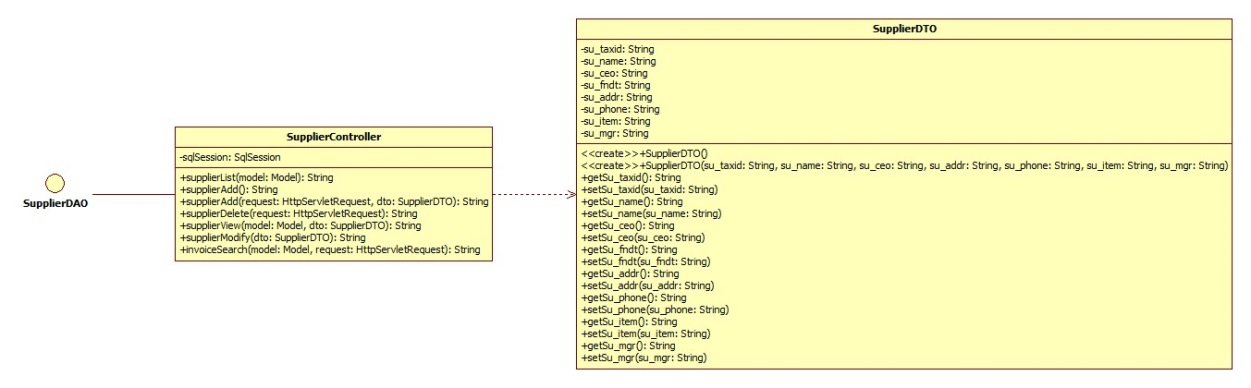 SupplierDAO
SupplierController
-sqlSession: SqlSession
+supplierList(model: Model): String
+supplierAdd(): String
+supplierAdd(request: HttpServletRequest, dto: SupplierDTO): String
+supplierDelete(request: HttpServletRequest): String
+supplierView(model: Model, dto: SupplierDTO): String
+supplierModify(dto: SupplierDTO): String
+invoiceSearch(model: Model, request: HttpServletRequest): String
SupplierDTO
-su_taxid: String
-su_name: String
-su_ceo: String
-su_fndt: String
-su_addr: String
-su_phone: String
-su_item: String
-su_mgr: String
<<create>>+SupplierDTO()
<<create>>+SupplierDTO(su_taxid: String, su_name: String, su_ceo: String, su_addr: String, su_phone: String, su_item: String, su_mgr: String)
+getSu_taxid(): String
+setSu_taxid(su_taxid: String)
+getSu_name(): String
+setSu_name(su_name: String)
+getSu_ceo(): String
+setSu_ceo(su_ceo: String)
+getSu_fndt(): String
+setSu_fndt(su_fndt: String)
+getSu_addr(): String
+setSu_addr(su_addr: String)
+getSu_phone(): String
+setSu_phone(su_phone: String)
+getSu_item(): String
+setSu_item(su_item: String)
+getSu_mgr(): String
+setSu_mgr(su_mgr: String)